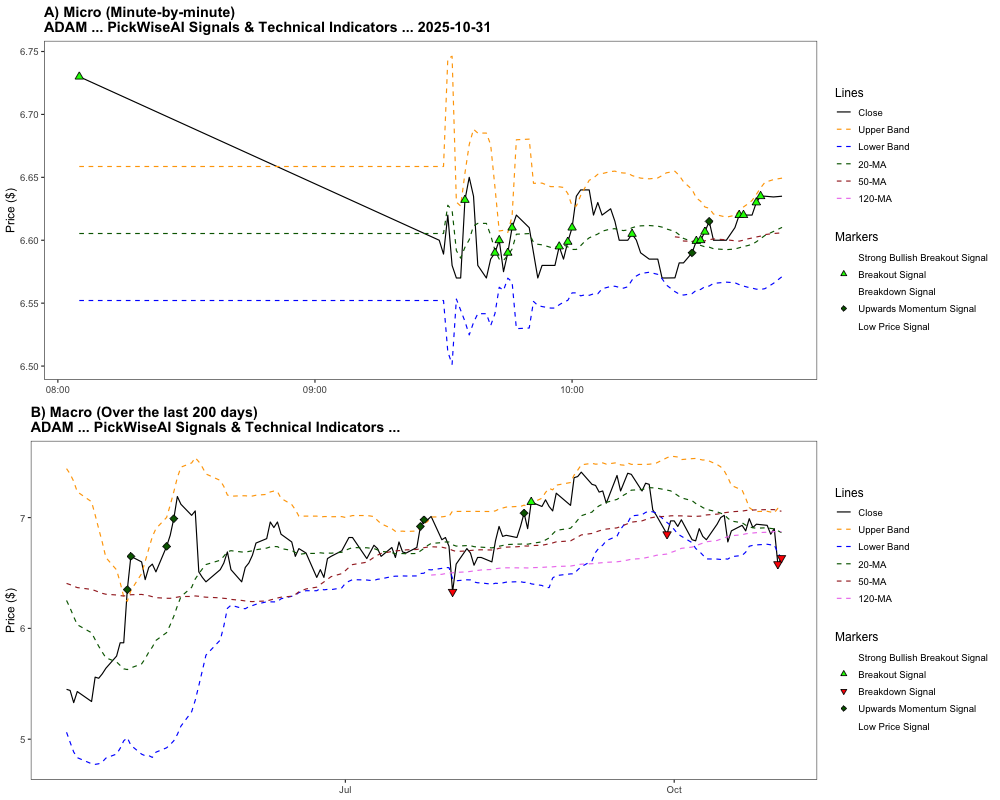 A) Micro (Minute-by-minute)
ADAM ... PickWiseAI Signals & Technical Indicators ... 2025-10-31
6.75
6.70
6.65
6.60
6.55
6.50
Price ($)
08:00
09:00
10:00
Lines
Close
Upper Band
Lower Band
20-MA
50-MA
120-MA
Markers
Strong Bullish Breakout Signal
Breakout Signal
Breakdown Signal
Upwards Momentum Signal
Low Price Signal
B) Macro (Over the last 200 days)
ADAM ... PickWiseAI Signals & Technical Indicators ...
7
6
5
Price ($)
Jul
Oct
Lines
Close
Upper Band
Lower Band
20-MA
50-MA
120-MA
Markers
Strong Bullish Breakout Signal
Breakout Signal
Breakdown Signal
Upwards Momentum Signal
Low Price Signal